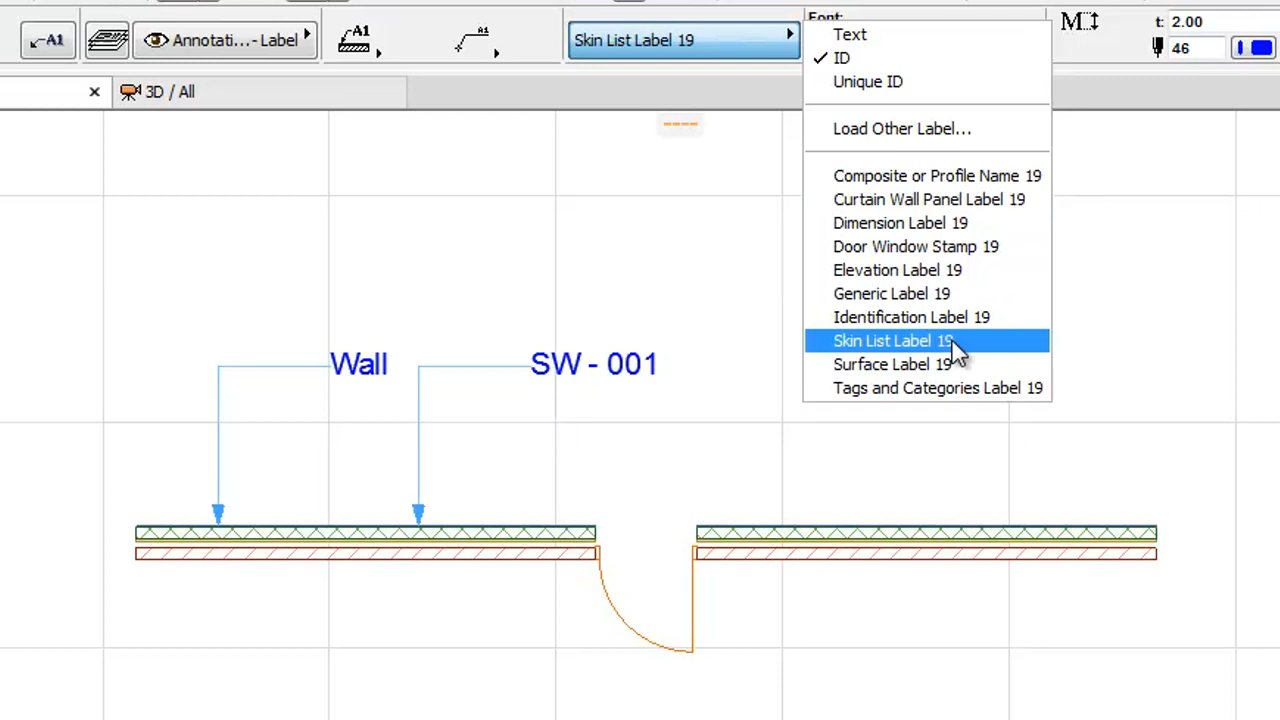 A1
Annotati...- Label
A1
A1
Skin List Label 19
Font:
M
t: 2.00
46
3D / All
Text
ID
Unique ID
Load Other Label...
Composite or Profile Name 19
Curtain Wall Panel Label 19
Dimension Label 19
Door Window Stamp 19
Elevation Label 19
Generic Label 19
Identification Label 19
Skin List Label 19
Surface Label 19
Tags and Categories Label 19
Wall
SW - 001